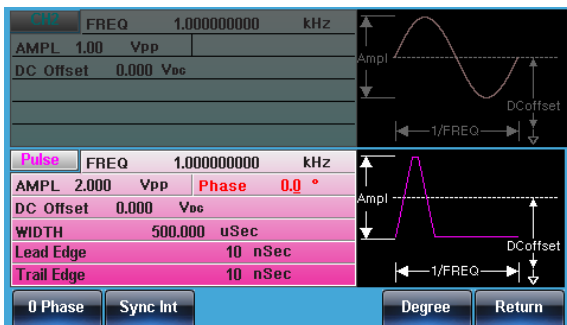 CH2 FREQ 1.000000000 kHz
AMPL 1.00 Vpp
DC Offset 0.000 VDC
Ampl
DCoffset
1/FREQ
Pulse FREQ 1.000000000 kHz
AMPL 2.000 Vpp Phase 0.0 °
DC Offset 0.000 VDC
WIDTH 500.000 uSec
Lead Edge 10 nSec
Trail Edge 10 nSec
Ampl
DCoffset
1/FREQ
0 Phase Sync Int Degree Return